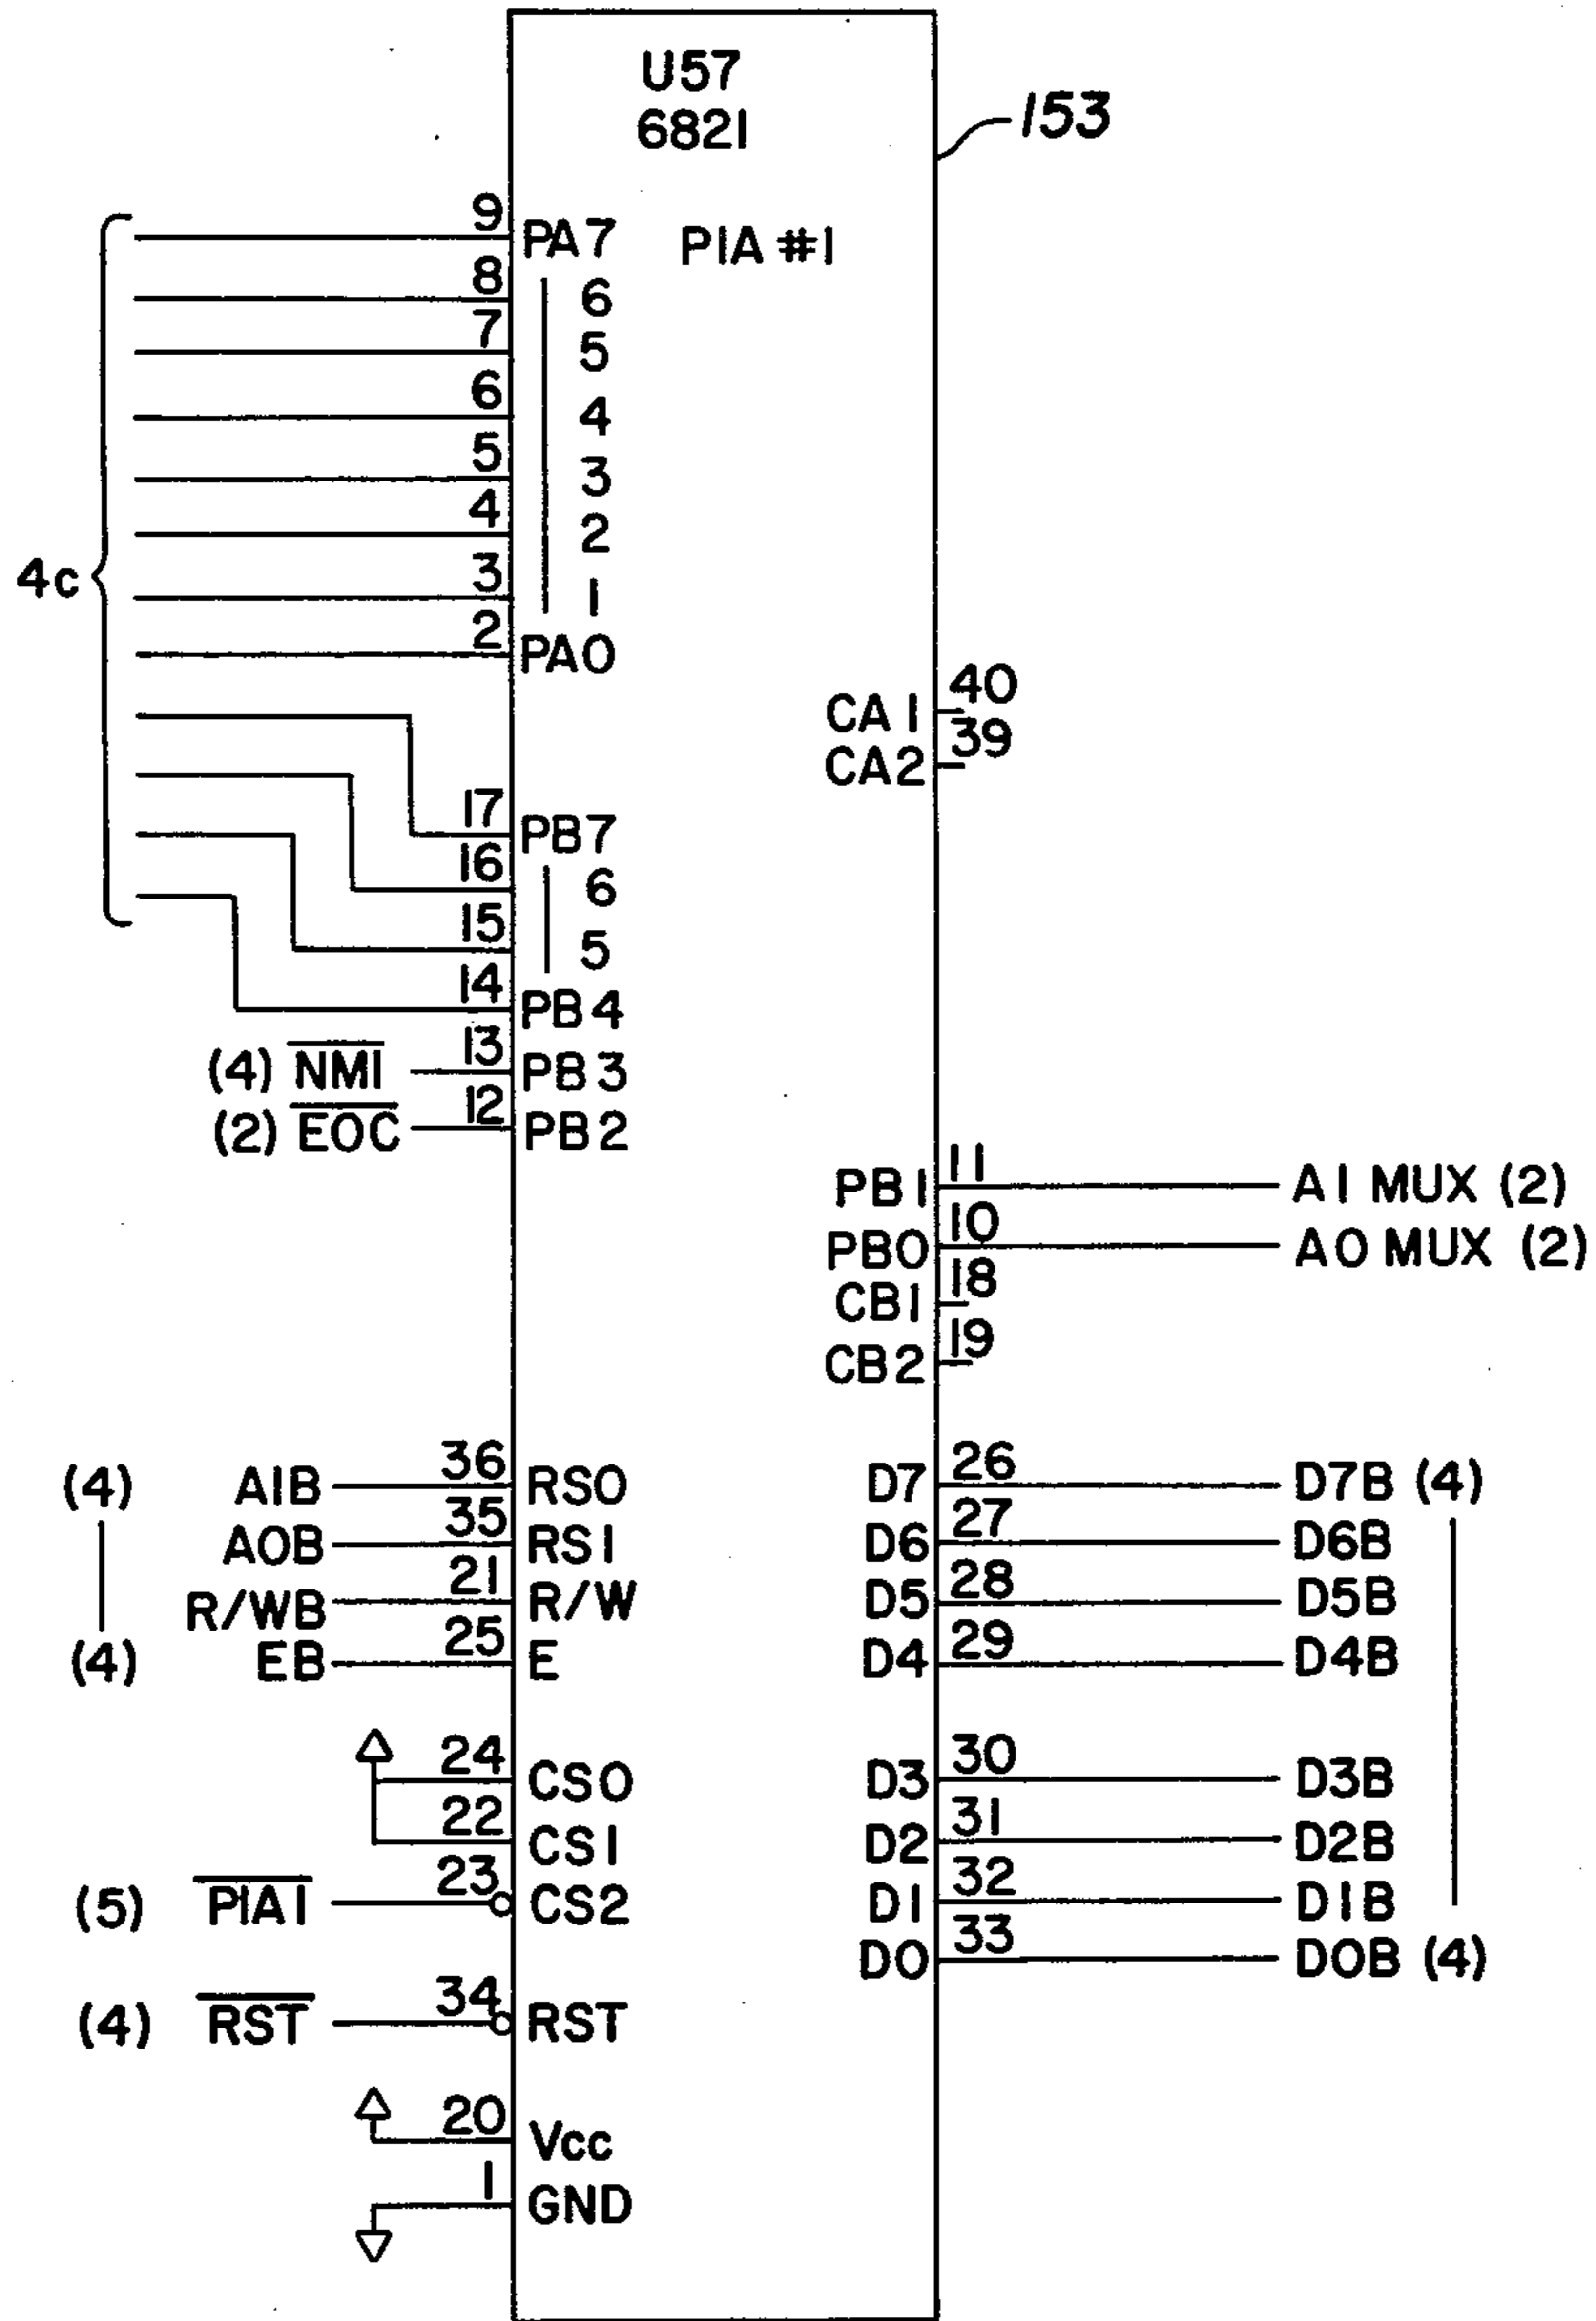 U57
6821
153
PIA #1
4c
9 PA7
8 6
7 5
6 4
5 3
4 2
3 1
2 PA0
CA1 40
CA2 39
17 PB7
16 6
15 5
14 PB4
(4) NMI 13 PB3
(2) EOC 12 PB2
PB1 11 A1 MUX (2)
PB0 10 A0 MUX (2)
CB1 18
CB2 19
(4) A1B 36 RS0 D7 26 D7B (4)
A0B 35 RS1 D6 27 D6B
R/WB 21 R/W D5 28 D5B
(4) EB 25 E D4 29 D4B
24 CS0 D3 30 D3B
22 CS1 D2 31 D2B
(5) PIA1 23 CS2 D1 32 D1B
D0 33 D0B (4)
(4) RST 34 RST
20 Vcc
1 GND